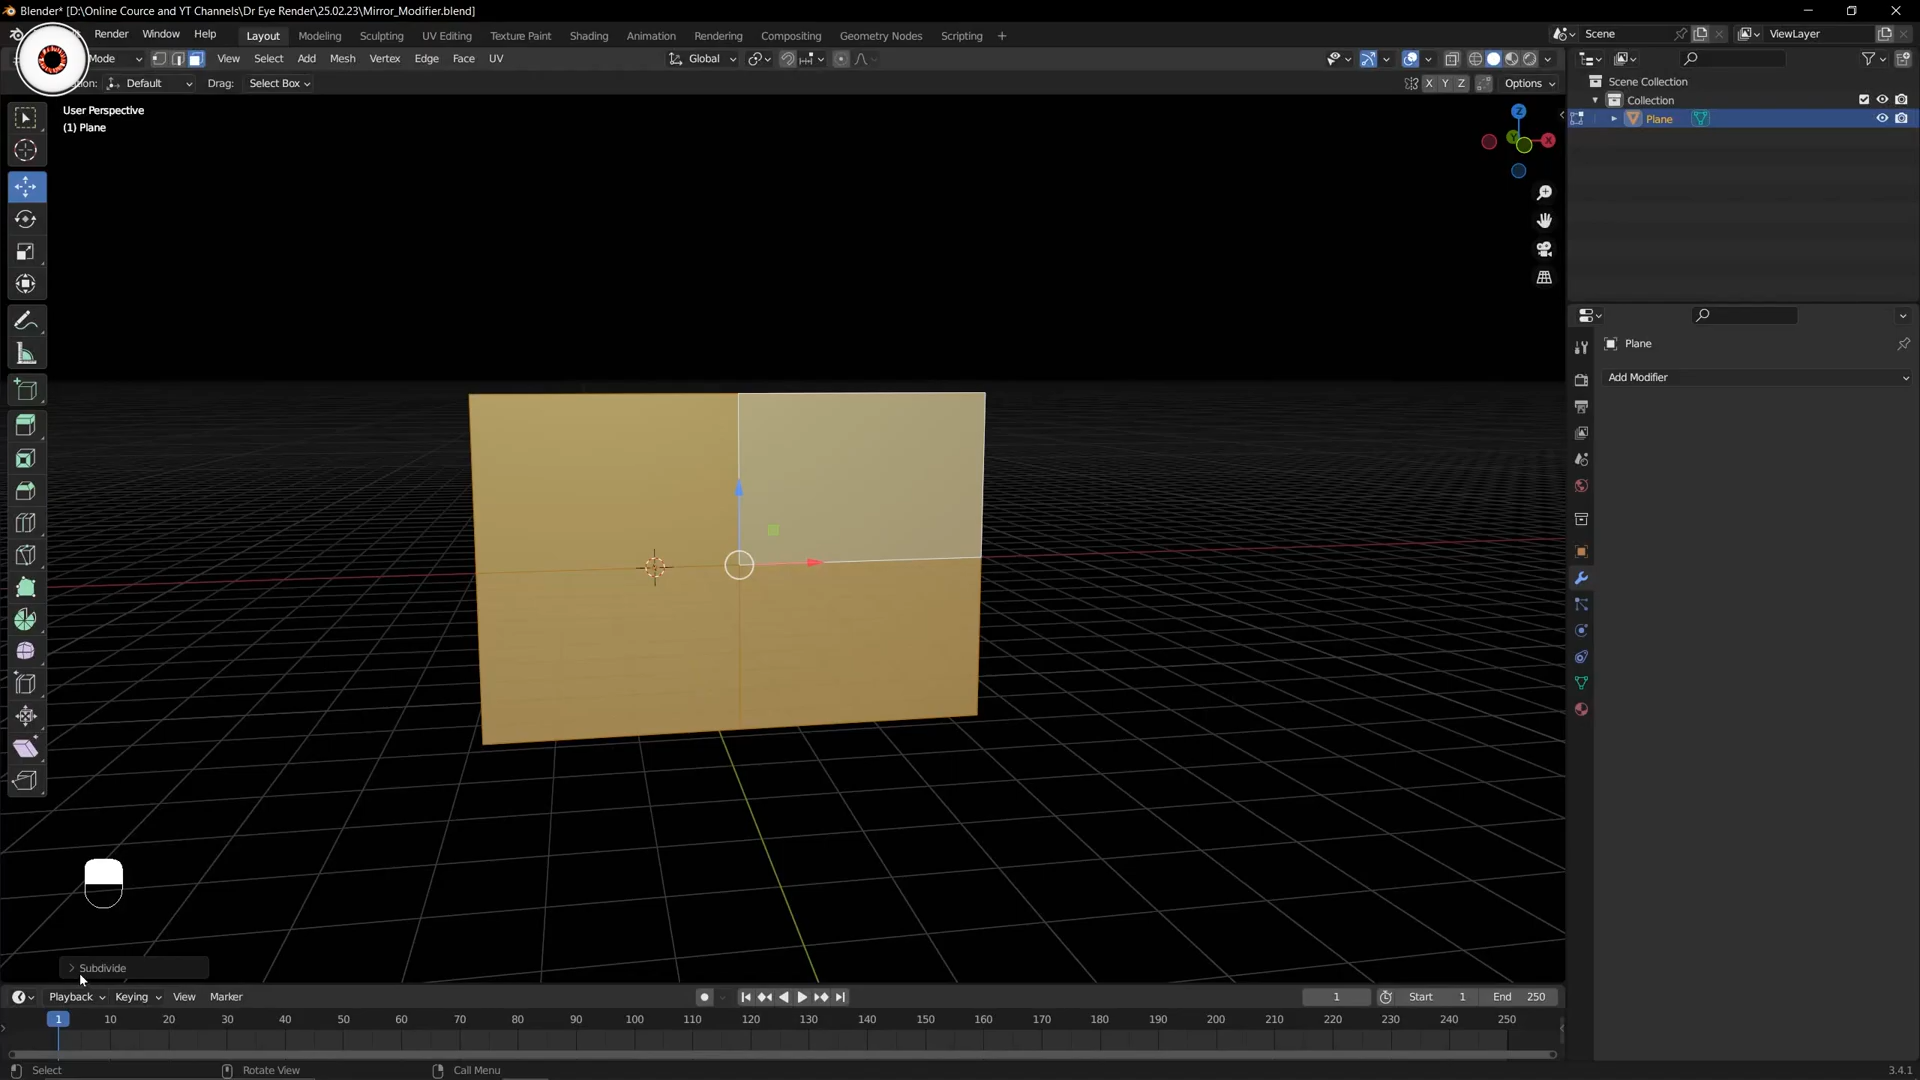 Blender* [D:\Online Cource and YT Channels\Dr Eye Render\25.02.23\Mirror_Modifier.blend]
Render Window Help Layout Modeling Sculpting UV Editing Texture Paint Shading Animation Rendering Compositing Geometry Nodes Scripting + Scene ViewLayer
Mode View Select Add Mesh Vertex Edge Face UV Global
Default Drag: Select Box X Y Z Options
Scene Collection
Collection
Plane
User Perspective
(1) Plane
Z
Y
X
Plane
Add Modifier
Subdivide
Playback Keying View Marker 1 Start 1 End 250
1 10 20 30 40 50 60 70 80 90 100 110 120 130 140 150 160 170 180 190 200 210 220 230 240 250
Select Rotate View Call Menu 3.4.1